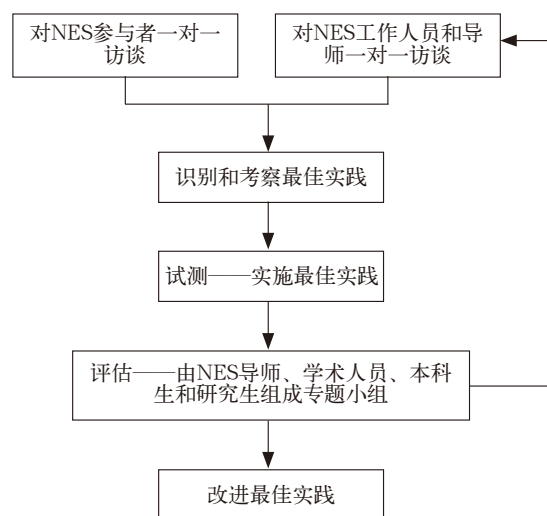 对NES参与者一对一
访谈
对NES工作人员和导
师一对一访谈
识别和考察最佳实践
试测——实施最佳实践
评估——由NES导师、学术人员、本科
生和研究生组成专题小组
改进最佳实践